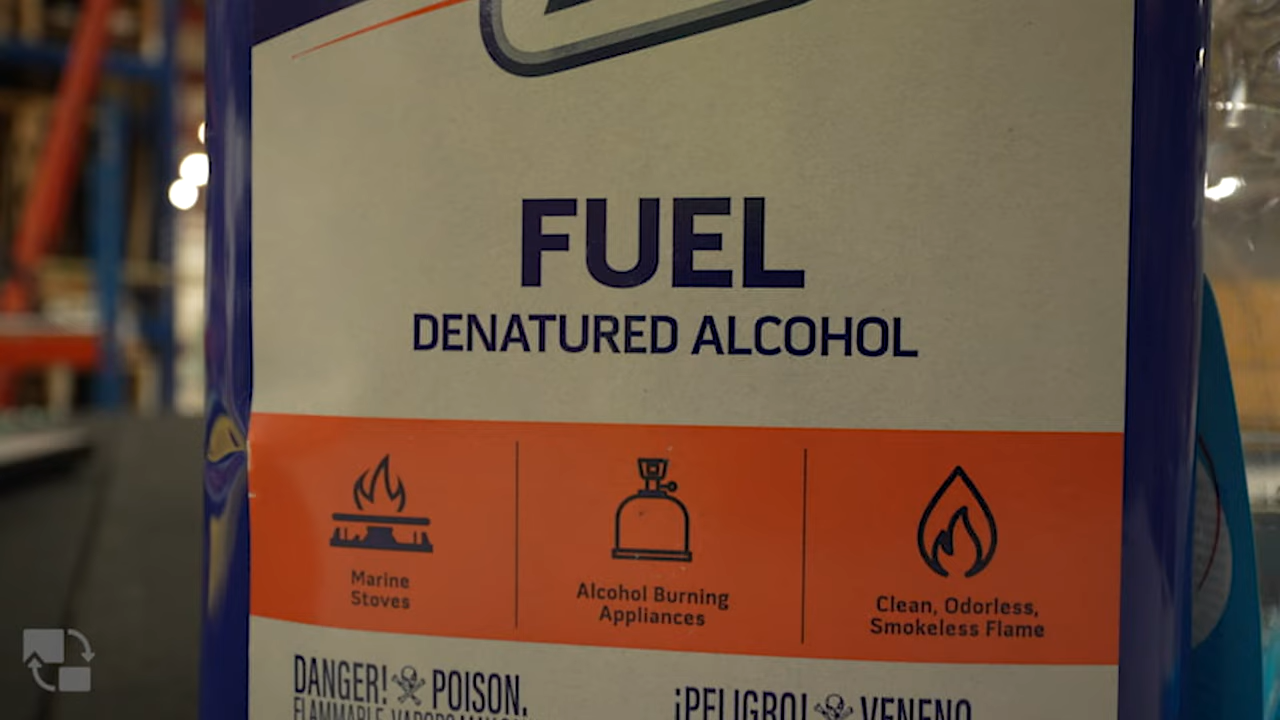 FUEL
DENATURED ALCOHOL
Marine
Stoves
Alcohol Burning
Appliances
Clean, Odorless,
Smokeless Flame
DANGER! POISON.
FLAMMABLE. VAPORS
¡PELIGRO! VENENO